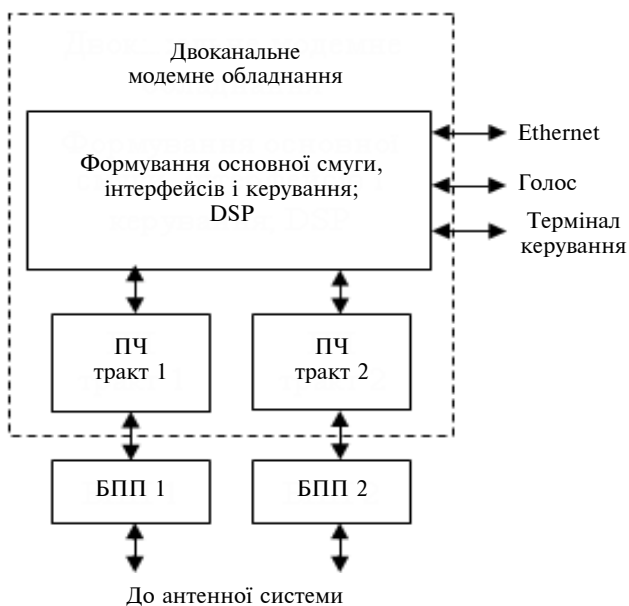 Двоканальне
модемне обладнання
Формування основної смуги,
інтерфейсів і керування;
DSP
Ethernet
Голос
Термінал
керування
ПЧ
тракт 1
ПЧ
тракт 2
БПП 1
БПП 2
До антенної системи